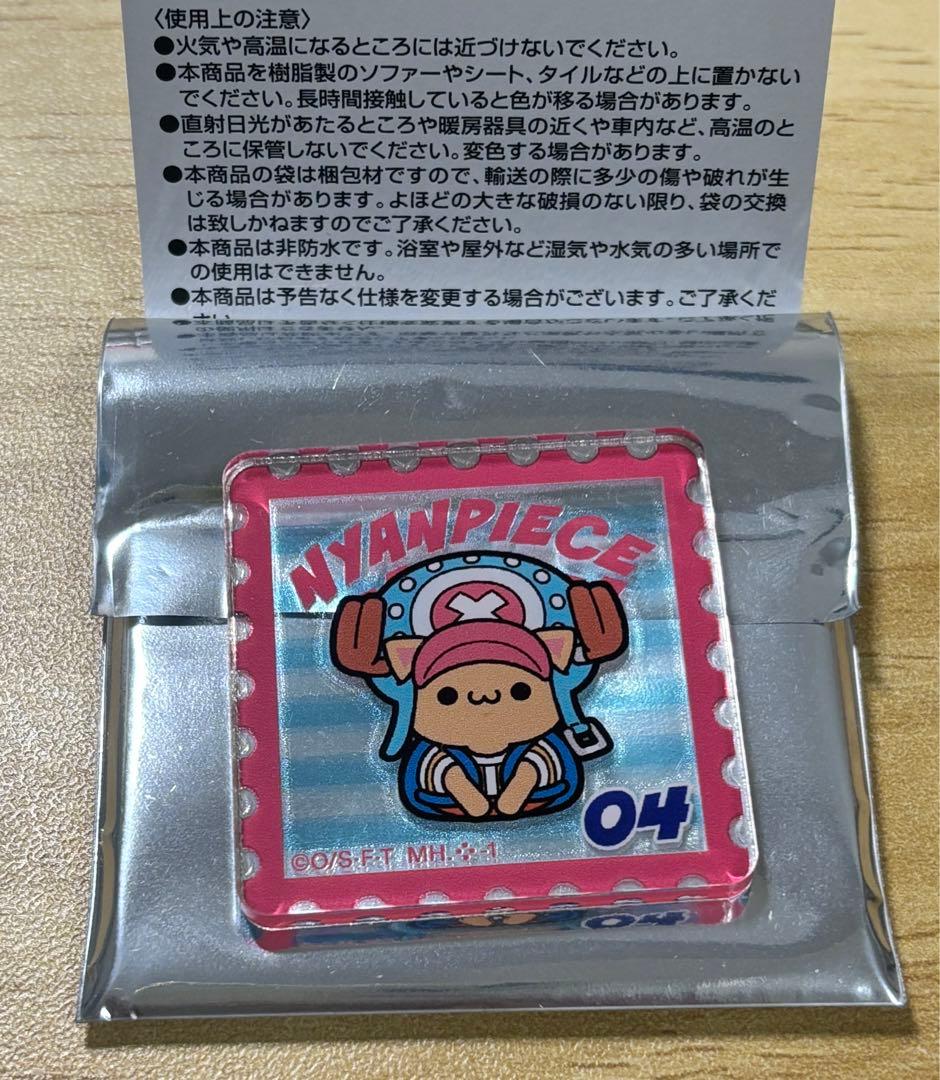 〈使用上の注意〉
●火気や高温になるところには近づけないでください。
●本商品を樹脂製のソファーやシート、タイルなどの上に置かない
でください。長時間接触していると色が移る場合があります。
●直射日光があたるところや暖房器具の近くや車内など、高温のと
ころに保管しないでください。変色する場合があります。
●本商品の袋は梱包材ですので、輸送の際に多少の傷や破れが生
じる場合があります。よほどの大きな破損のない限り、袋の交換
は致しかねますのでご了承ください。
●本商品は非防水です。浴室や屋外など湿気や水気の多い場所で
の使用はできません。
●本商品は予告なく仕様を変更する場合がございます。ご了承くだ
NYANPIECE
04
©O/S・F・T MH.-1